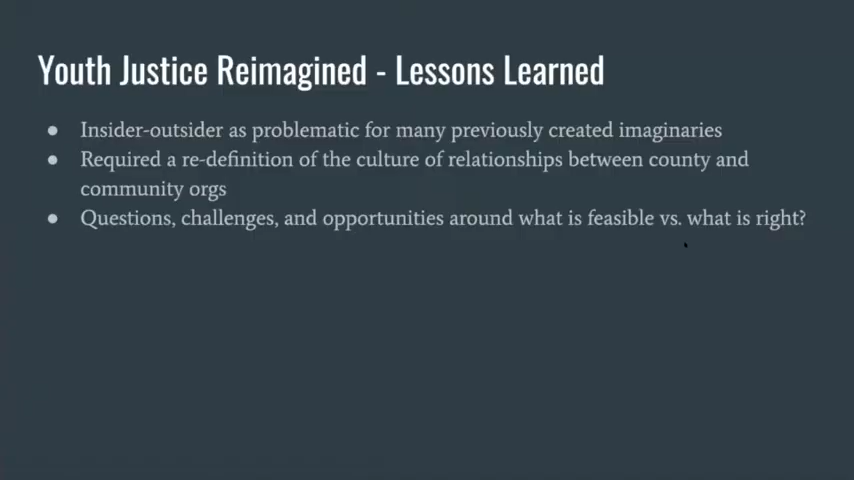 Youth Justice Reimagined - Lessons Learned
● Insider-outsider as problematic for many previously created imaginaries
● Required a re-definition of the culture of relationships between county and
community orgs
● Questions, challenges, and opportunities around what is feasible vs. what is right?